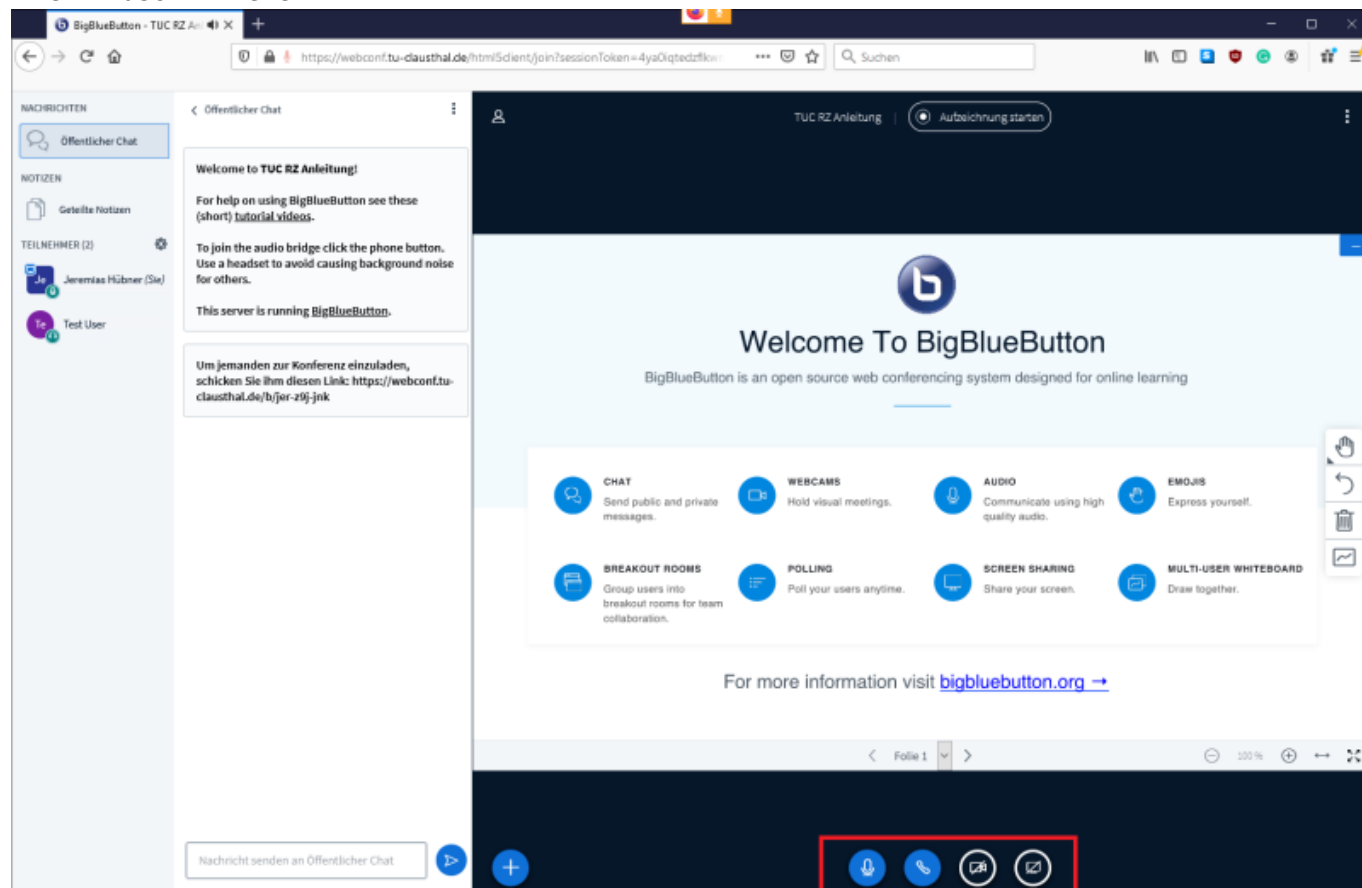 BigBlueButton - TUC RZ An
https://webconf.tu-clausthal.de/html5client/join?sessionToken=
Suchen
NACHRICHTEN
Öffentlicher Chat
NOTIZEN
Geteilte Notizen
TEILNEHMER (2)
Je
Jeremias Hübner (Sie)
Te
Test User
Öffentlicher Chat
Welcome to TUC RZ Anleitung!
For help on using BigBlueButton see these
(short) tutorial videos.
To join the audio bridge click the phone button.
Use a headset to avoid causing background noise
for others.
This server is running BigBlueButton.
Um jemanden zur Konferenz einzuladen,
schicken Sie ihm diesen Link: https://webconf.tu-
clausthal.de/b/jer-z9j-jnk
Nachricht senden an Öffentlicher Chat
TUC RZ Anleitung | Aufzeichnung starten
Welcome To BigBlueButton
BigBlueButton is an open source web conferencing system designed for online learning
CHAT
Send public and private
messages.
WEBCAMS
Hold visual meetings.
AUDIO
Communicate using high
quality audio.
EMOJIS
Express yourself.
BREAKOUT ROOMS
Group users into
breakout rooms for team
collaboration.
POLLING
Poll your users anytime.
SCREEN SHARING
Share your screen.
MULTI-USER WHITEBOARD
Draw together.
For more information visit bigbluebutton.org →
Folie 1
100 %